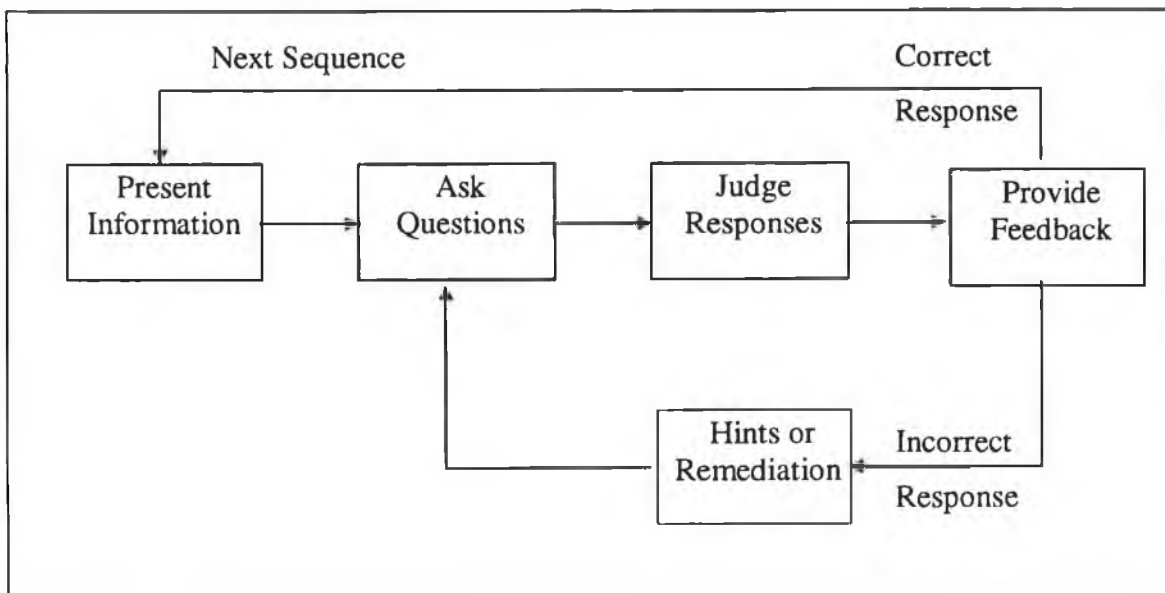 Next Sequence
Correct
Response
Present
Information
Ask
Questions
Judge
Responses
Provide
Feedback
Hints or
Remediation
Incorrect
Response